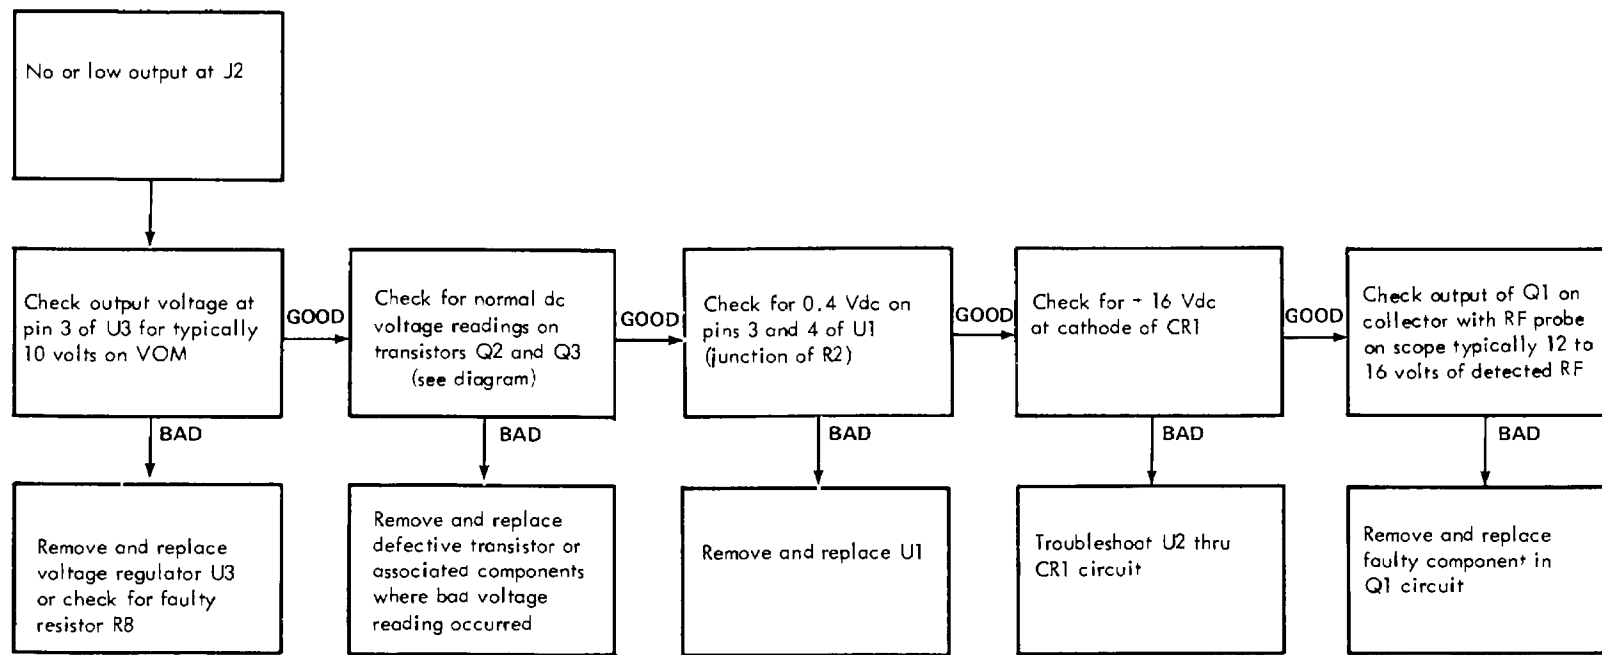 No or low output at J2
Check output voltage at
pin 3 of U3 for typically
10 volts on VOM
GOOD
Check for normal dc
voltage readings on
transistors Q2 and Q3
(see diagram)
GOOD
Check for 0.4 Vdc on
pins 3 and 4 of U1
(junction of R2)
GOOD
Check for - 16 Vdc
at cathode of CR1
GOOD
Check output of Q1 on
collector with RF probe
on scope typically 12 to
16 volts of detected RF
BAD
BAD
BAD
BAD
BAD
Remove and replace
voltage regulator U3
or check for faulty
resistor R8
Remove and replace
defective transistor or
associated components
where bad voltage
reading occurred
Remove and replace U1
Troubleshoot U2 thru
CR1 circuit
Remove and replace
faulty component in
Q1 circuit